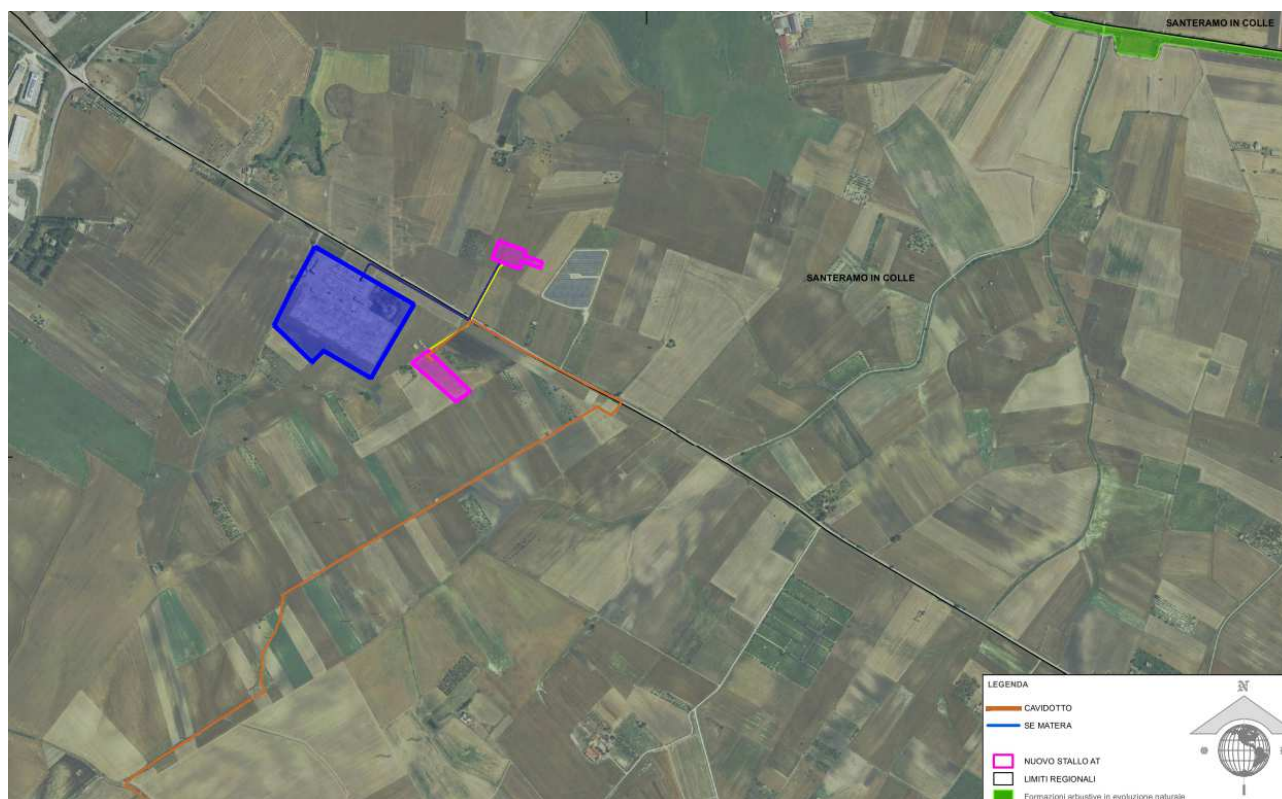 SANTERAMO IN COLLE
SANTERAMO IN COLLE
LEGENDA
N
CAVIDOTTO
SE MATERA
NUOVO STALLO AT
LIMITI REGIONALI
Formazioni arbustive in evoluzione naturale